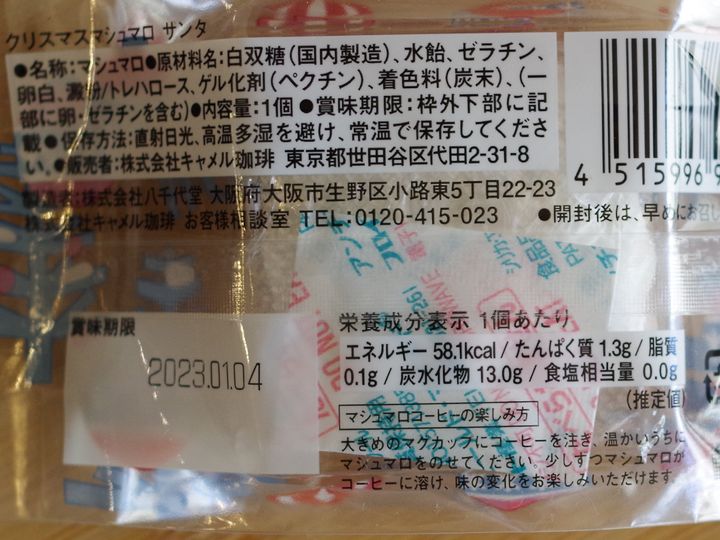 クリスマスマシュマロ サンタ
●名称:マシュマロ●原材料名:白双糖(国内製造)、水飴、ゼラチン、
卵白、澱粉/トレハロース、ゲル化剤(ペクチン)、着色料(炭末)、(一
部に卵・ゼラチンを含む)●内容量:1個 ●賞味期限:枠外下部に記
載 ●保存方法:直射日光、高温多湿を避け、常温で保存してくださ
い。●販売者:株式会社キャメル珈琲 東京都世田谷区代田2-31-8
製造者:株式会社八千代堂 大阪府大阪市生野区小路東5丁目22-23
株式会社キャメル珈琲 お客様相談室 TEL:0120-415-023 ●開封後は、早めにお召し
4 515996
賞味期限
2023.01.04
栄養成分表示 1個あたり
エネルギー 58.1kcal / たんぱく質 1.3g / 脂質
0.1g / 炭水化物 13.0g / 食塩相当量 0.0g
(推定値)
マシュマロコーヒーの楽しみ方
大きめのマグカップにコーヒーを注ぎ、温かいうちに
マシュマロをのせてください。少しずつマシュマロが
コーヒーに溶け、味の変化をお楽しみいただけます。